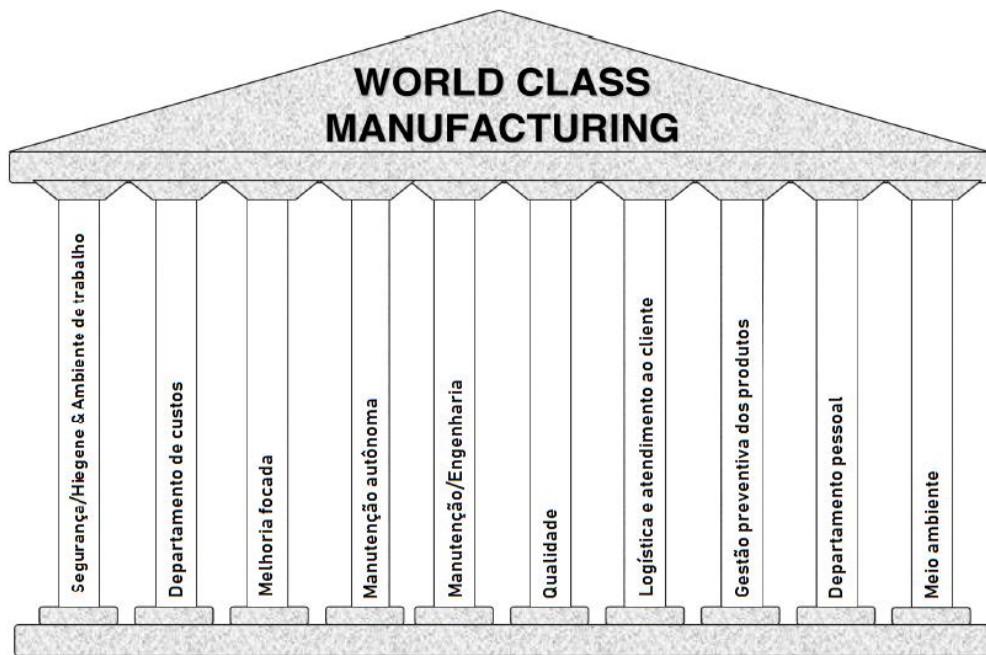 WORLD CLASS
MANUFACTURING
Segurança/Hiegene & Ambiente de trabalho
Departamento de custos
Melhoria focada
Manutenção autônoma
Manutenção/Engenharia
Qualidade
Logística e atendimento ao cliente
Gestão preventiva dos produtos
Departamento pessoal
Meio ambiente